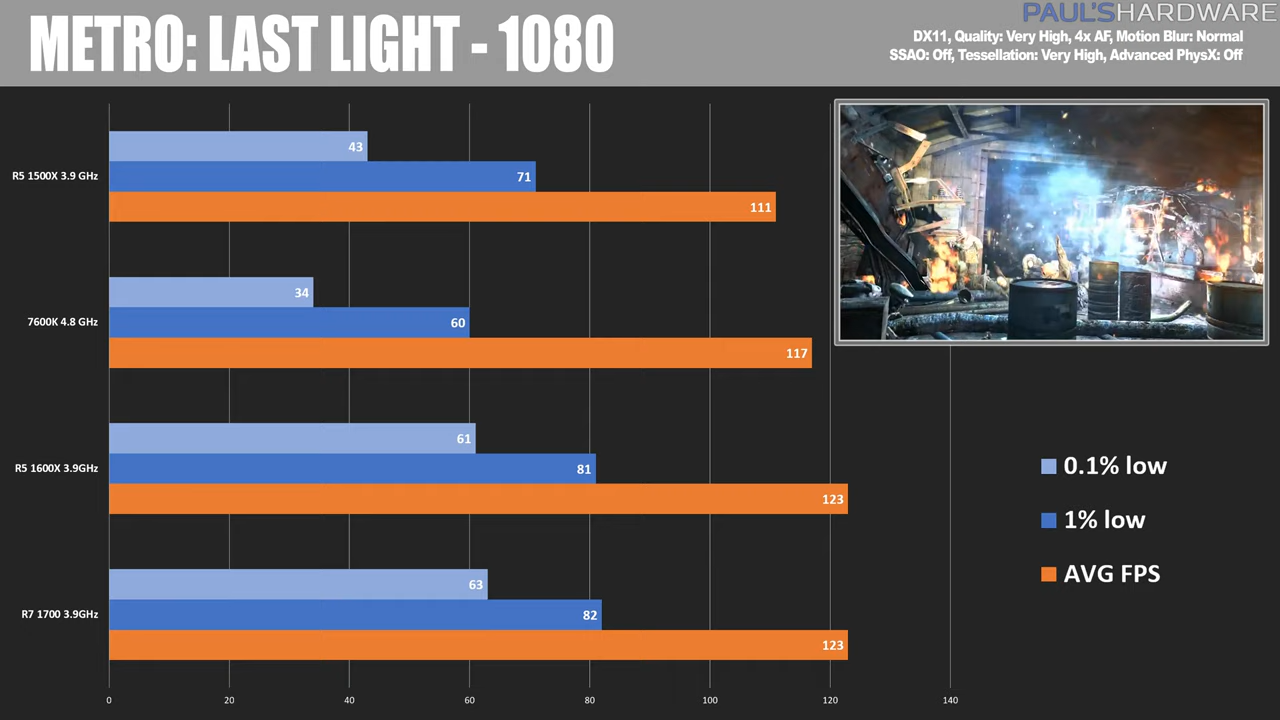 METRO: LAST LIGHT - 1080
PAUL'SHARDWARE
DX11, Quality: Very High, 4x AF, Motion Blur: Normal
SSAO: Off, Tessellation: Very High, Advanced PhysX: Off
43
R5 1500X 3.9 GHz
71
111
34
7600K 4.8 GHz
60
117
61
R5 1600X 3.9GHz
81
123
63
R7 1700 3.9GHz
82
123
0.1% low
1% low
AVG FPS
0 20 40 60 80 100 120 140